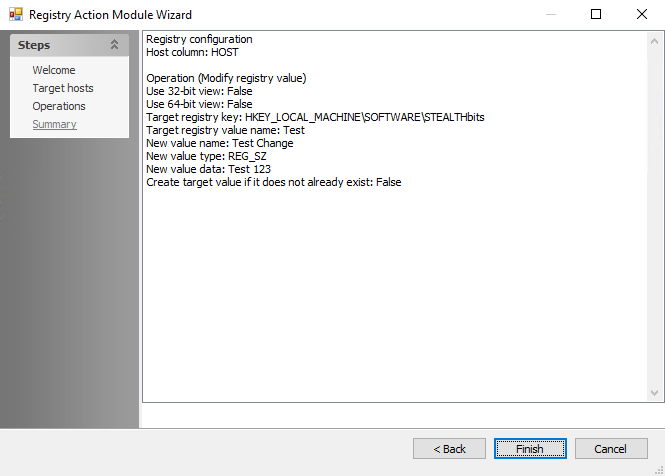 Registry Action Module Wizard
Steps
Welcome
Target hosts
Operations
Summary
Registry configuration
Host column: HOST
Operation (Modify registry value)
Use 32-bit view: False
Use 64-bit view: False
Target registry key: HKEY_LOCAL_MACHINE\SOFTWARE\STEALTHbits
Target registry value name: Test
New value name: Test Change
New value type: REG_SZ
New value data: Test 123
Create target value if it does not already exist: False
< Back
Finish
Cancel